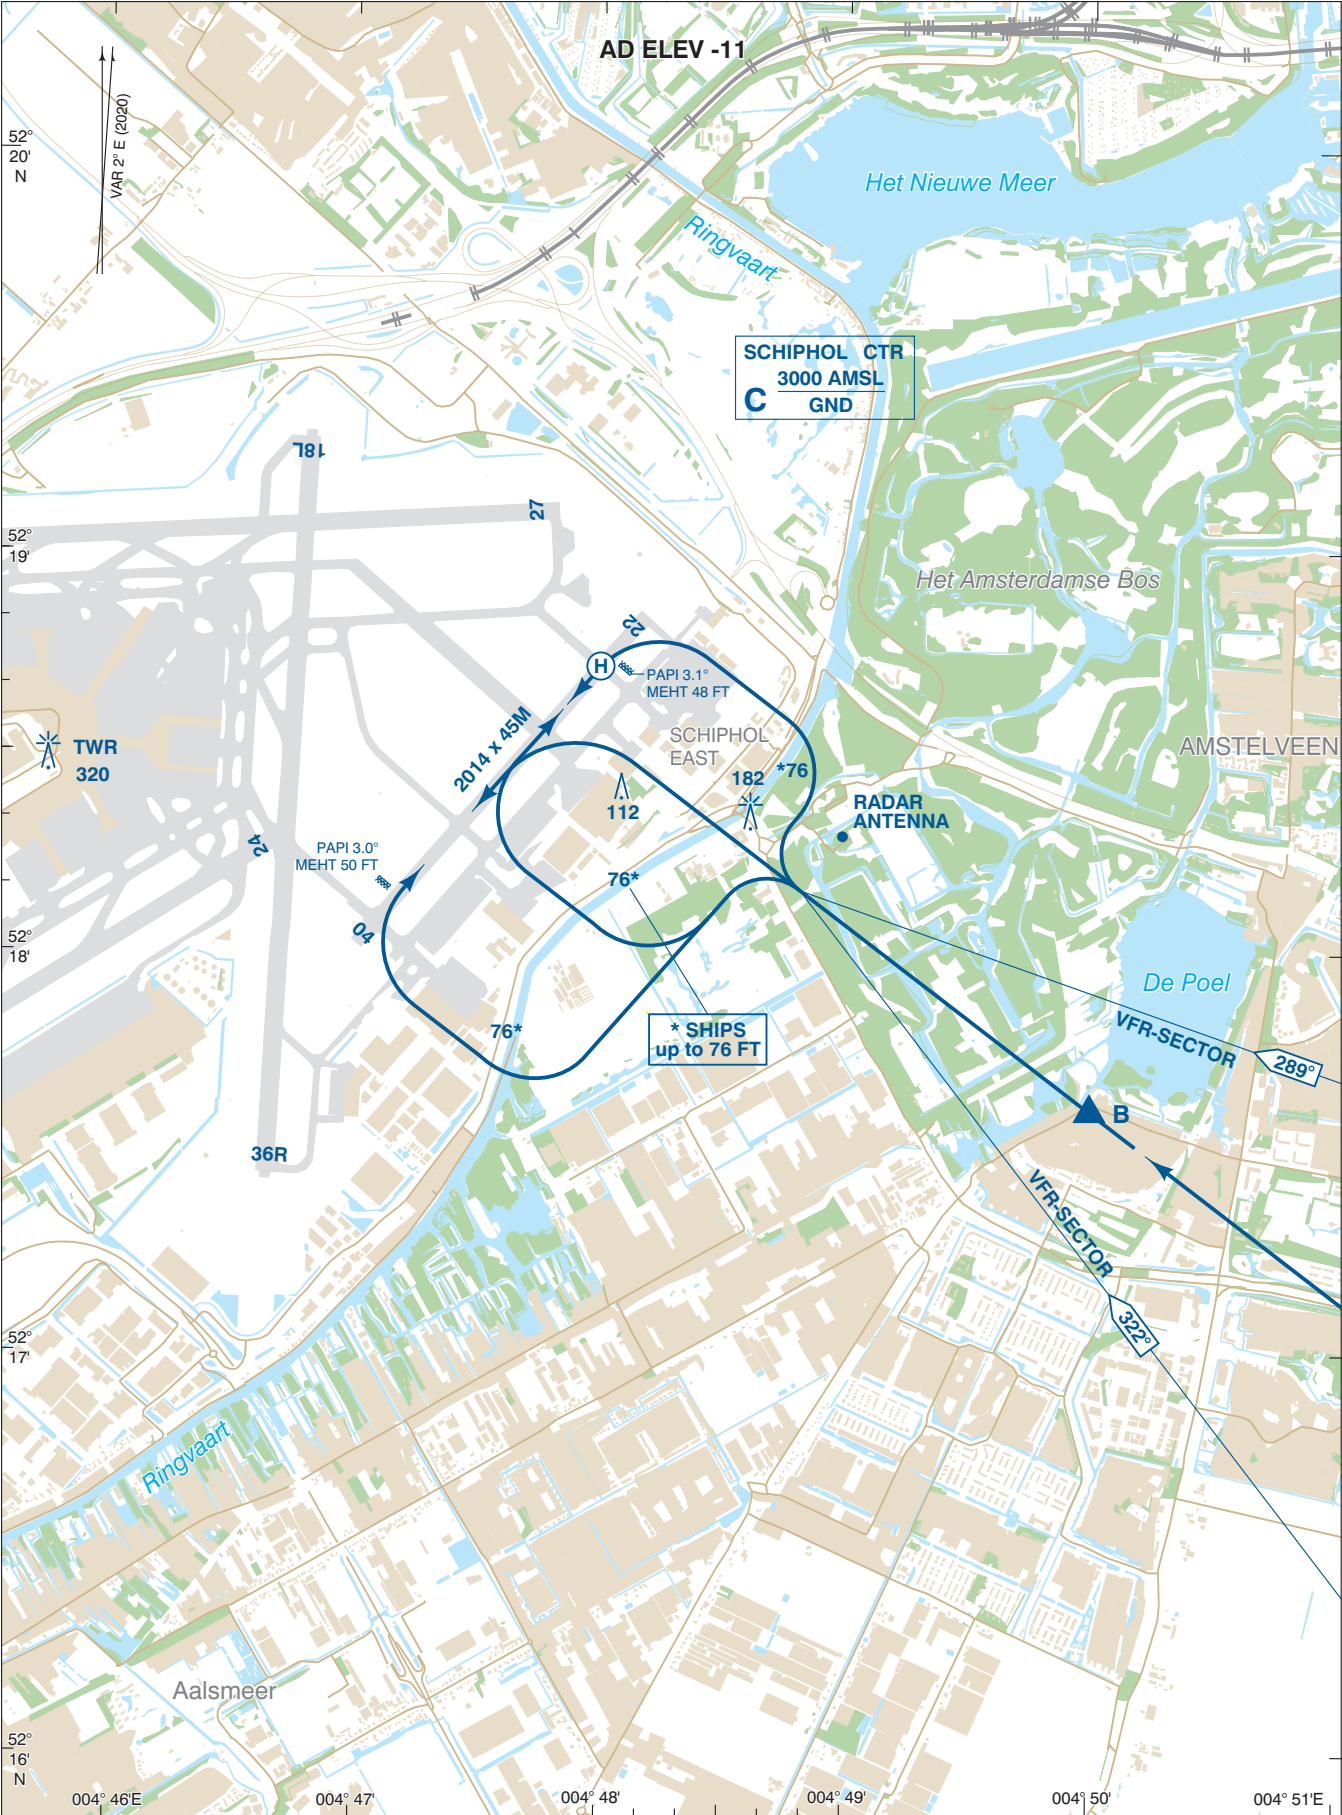 AD ELEV -11
52°
20'
N
VAR 2° E (2020)
Het Nieuwe Meer
Ringvaart
SCHIPHOL CTR
3000 AMSL
C
GND
18L
27
52°
19'
Het Amsterdamse Bos
22
H
PAPI 3.1°
MEHT 48 FT
2014 x 45M
SCHIPHOL
EAST
AMSTELVEEN
TWR
320
182
*76
112
RADAR
ANTENNA
24
PAPI 3.0°
MEHT 50 FT
76*
04
52°
18'
De Poel
VFR-SECTOR
289°
76*
* SHIPS
up to 76 FT
B
36R
VFR-SECTOR
322°
52°
17'
Ringvaart
Aalsmeer
52°
16'
N
004° 46'E
004° 47'
004° 48'
004° 49'
004° 50'
004° 51'E